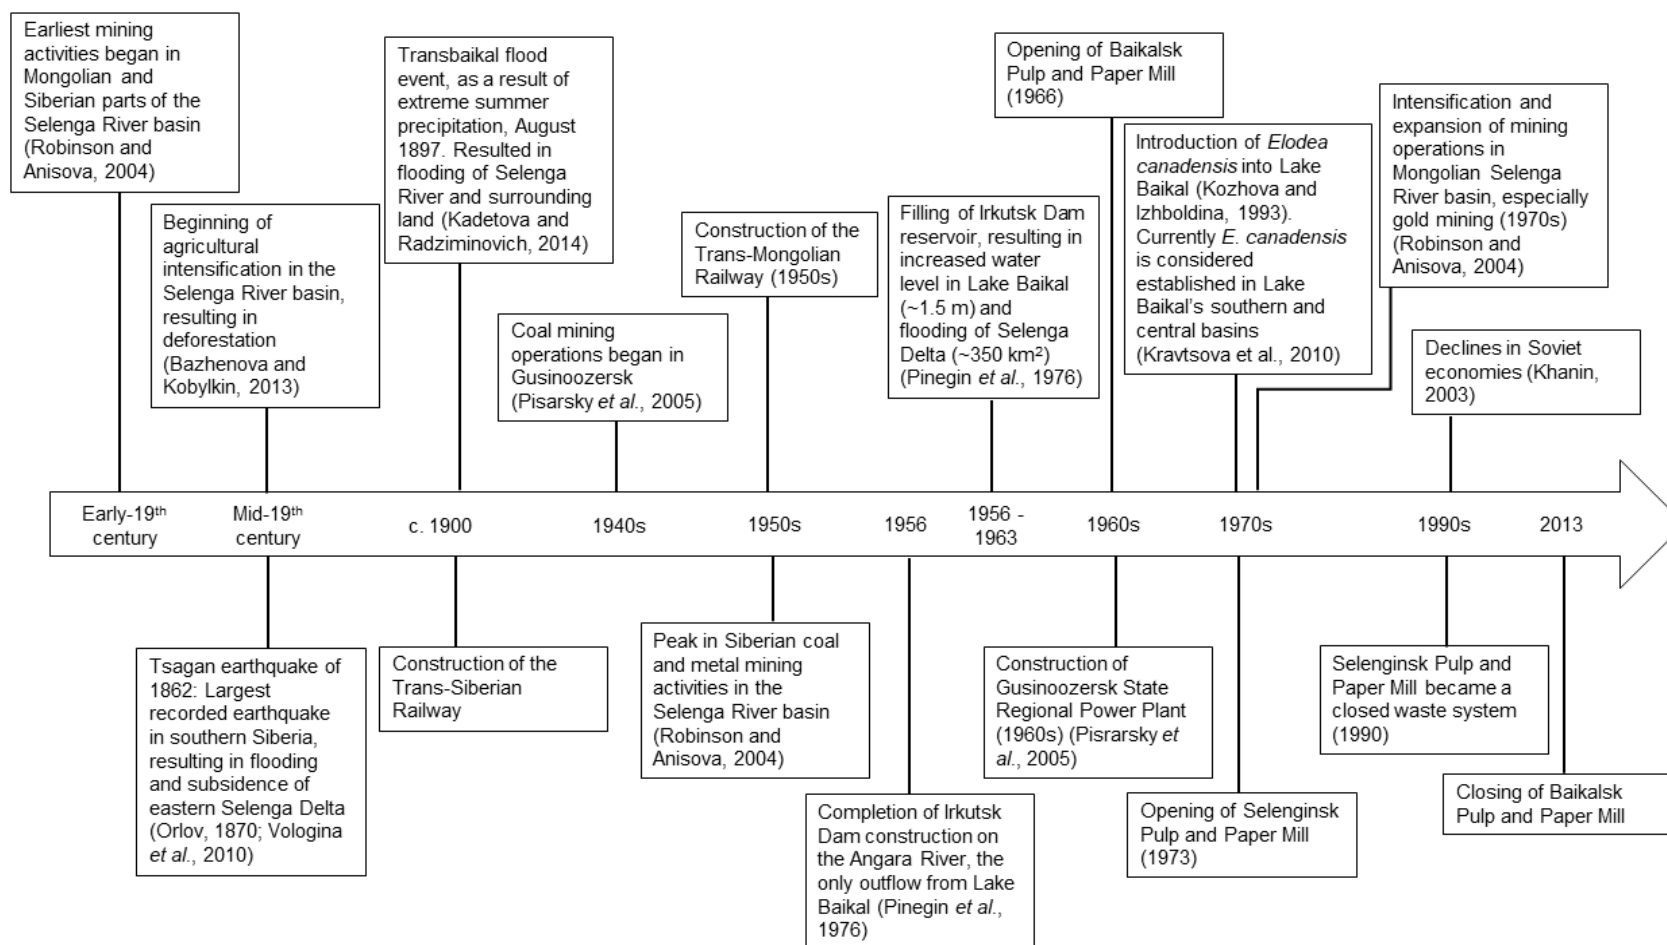 Earliest mining
activities began in
Mongolian and
Siberian parts of the
Selenga River basin
(Robinson and
Anisova, 2004)
Beginning of
agricultural
intensification in the
Selenga River basin,
resulting in
deforestation
(Bazhenova and
Kobylkin, 2013)
Transbaikal flood
event, as a result of
extreme summer
precipitation, August
1897. Resulted in
flooding of Selenga
River and surrounding
land (Kadetova and
Radziminovich, 2014)
Coal mining
operations began in
Gusinoozersk
(Pisarsky et al., 2005)
Construction of the
Trans-Mongolian
Railway (1950s)
Filling of Irkutsk Dam
reservoir, resulting in
increased water
level in Lake Baikal
(~1.5 m) and
flooding of Selenga
Delta (~350 km²)
(Pinegin et al., 1976)
Opening of Baikalsk
Pulp and Paper Mill
(1966)
Introduction of Elodea
canadensis into Lake
Baikal (Kozhova and
Izhboldina, 1993).
Currently E. canadensis
is considered
established in Lake
Baikal's southern and
central basins
(Kravtsova et al., 2010)
Intensification and
expansion of mining
operations in
Mongolian Selenga
River basin, especially
gold mining (1970s)
(Robinson and
Anisova, 2004)
Declines in Soviet
economies (Khanin,
2003)
Early-19th
century
Mid-19th
century
c. 1900
1940s
1950s
1956
1956 -
1963
1960s
1970s
1990s
2013
Tsagan earthquake of
1862: Largest
recorded earthquake
in southern Siberia,
resulting in flooding
and subsidence of
eastern Selenga Delta
(Orlov, 1870; Vologina
et al., 2010)
Construction of the
Trans-Siberian
Railway
Peak in Siberian coal
and metal mining
activities in the
Selenga River basin
(Robinson and
Anisova, 2004)
Completion of Irkutsk
Dam construction on
the Angara River, the
only outflow from Lake
Baikal (Pinegin et al.,
1976)
Construction of
Gusinoozersk State
Regional Power Plant
(1960s) (Pisrarsky et
al., 2005)
Opening of Selenginsk
Pulp and Paper Mill
(1973)
Selenginsk Pulp and
Paper Mill became a
closed waste system
(1990)
Closing of Baikalsk
Pulp and Paper Mill